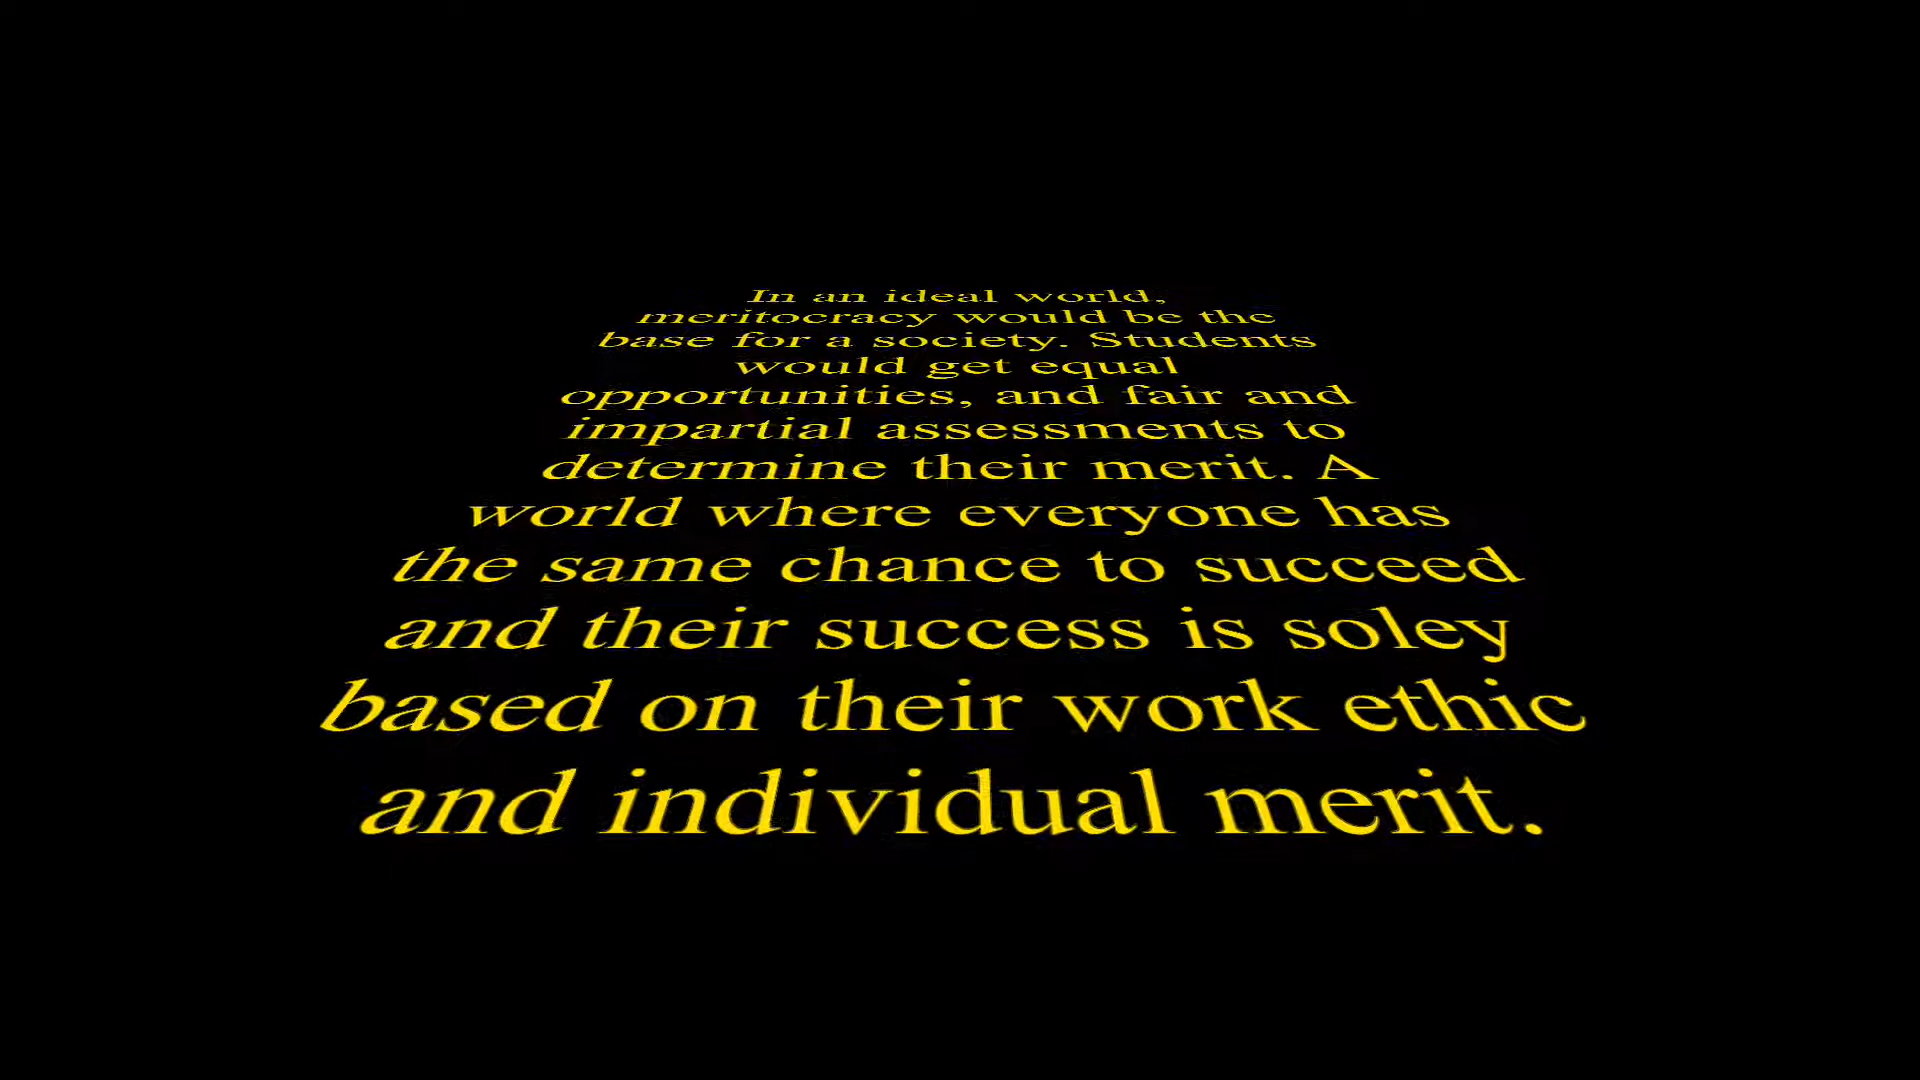 In an ideal world,
meritocracy would be the
base for a society. Students
would get equal
opportunities, and fair and
impartial assessments to
determine their merit. A
world where everyone has
the same chance to succeed
and their success is soley
based on their work ethic
and individual merit.